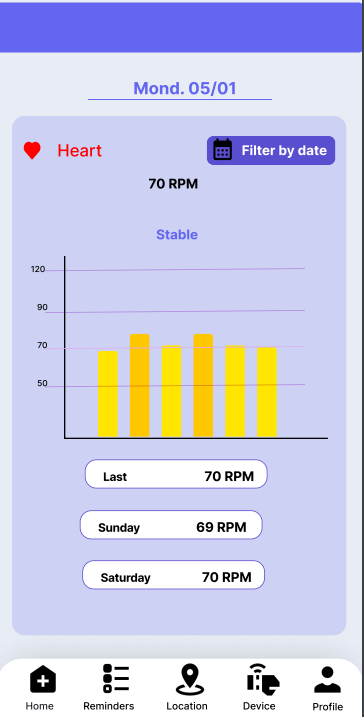 Mond. 05/01
Heart
Filter by date
70 RPM
Stable
120
90
70
50
Last 70 RPM
Sunday 69 RPM
Saturday 70 RPM
Home Reminders Location Device Profile